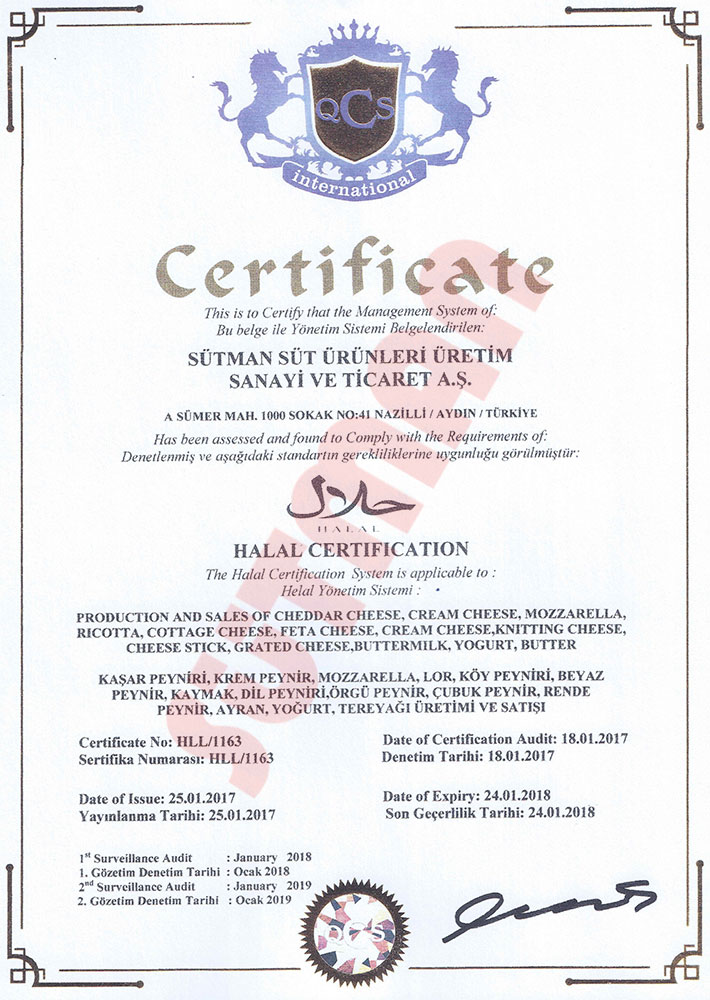 QCS
international
Certificate
This is to Certify that the Management System of:
Bu belge ile Yönetim Sistemi Belgelendirilen:
SÜTMAN SÜT ÜRÜNLERİ ÜRETİM
SANAYİ VE TİCARET A.Ş.
A SÜMER MAH. 1000 SOKAK NO:41 NAZİLLİ / AYDIN / TÜRKİYE
Has been assessed and found to Comply with the Requirements of:
Denetlenmiş ve aşağıdaki standartın gerekliliklerine uygunluğu görülmüştür:
حلال
HALAL
HALAL CERTIFICATION
The Halal Certification System is applicable to :
Helal Yönetim Sistemi :
PRODUCTION AND SALES OF CHEDDAR CHEESE, CREAM CHEESE, MOZZARELLA,
RICOTTA, COTTAGE CHEESE, FETA CHEESE, CREAM CHEESE,KNITTING CHEESE,
CHEESE STICK, GRATED CHEESE,BUTTERMILK, YOGURT, BUTTER
KAŞAR PEYNİRİ, KREM PEYNİR, MOZZARELLA, LOR, KÖY PEYNİRİ, BEYAZ
PEYNİR, KAYMAK, DİL PEYNİRİ,ÖRGÜ PEYNİR, ÇUBUK PEYNİR, RENDE
PEYNİR, AYRAN, YOĞURT, TEREYAĞI ÜRETİMİ VE SATIŞI
Certificate No: HLL/1163
Sertifika Numarası: HLL/1163
Date of Certification Audit: 18.01.2017
Denetim Tarihi: 18.01.2017
Date of Issue: 25.01.2017
Yayınlanma Tarihi: 25.01.2017
Date of Expiry: 24.01.2018
Son Geçerlilik Tarihi: 24.01.2018
1st Surveillance Audit : January 2018
1. Gözetim Denetim Tarihi : Ocak 2018
2nd Surveillance Audit : January 2019
2. Gözetim Denetim Tarihi : Ocak 2019
QCS
SUTMAN